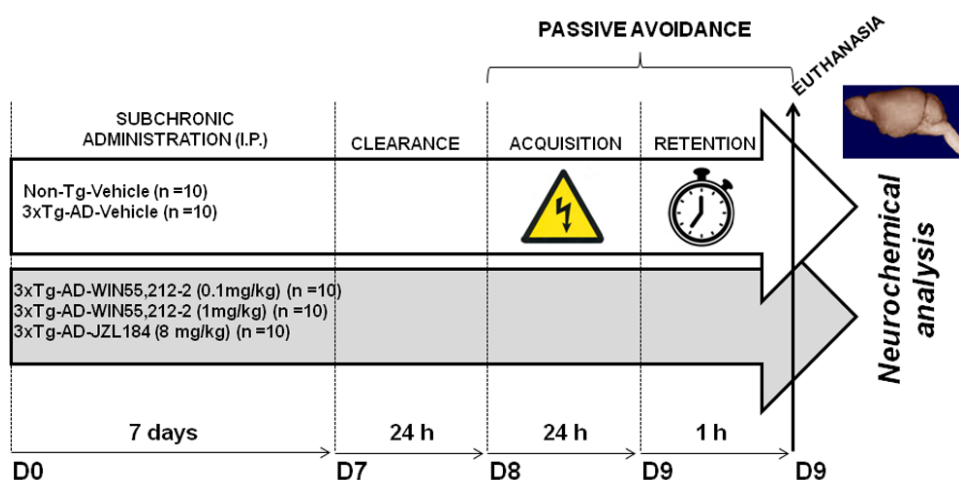 PASSIVE AVOIDANCE
EUTHANASIA
SUBCHRONIC
ADMINISTRATION (I.P.)
CLEARANCE
ACQUISITION
RETENTION
Non-Tg-Vehicle (n =10)
3xTg-AD-Vehicle (n =10)
3xTg-AD-WIN55,212-2 (0.1mg/kg) (n =10)
3xTg-AD-WIN55,212-2 (1mg/kg) (n =10)
3xTg-AD-JZL184 (8 mg/kg) (n =10)
Neurochemical
analysis
7 days
24 h
24 h
1 h
D0
D7
D8
D9
D9